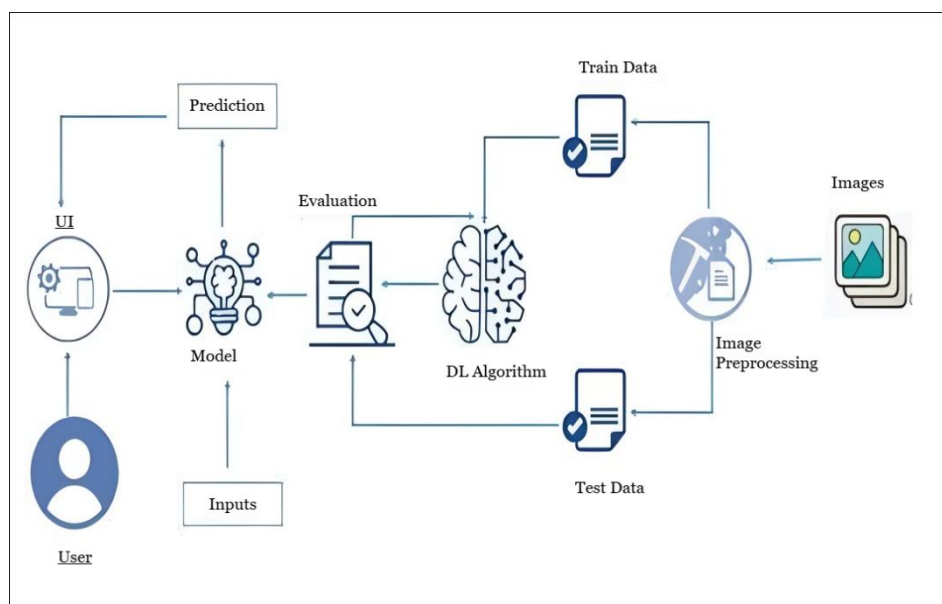 Train Data
Prediction
Images
Evaluation
UI
Image
Preprocessing
Model
DL Algorithm
Test Data
Inputs
User